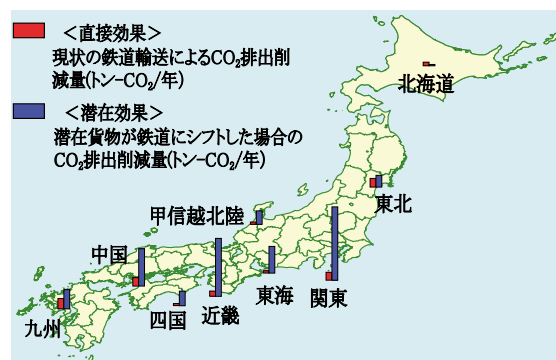 ＜直接効果＞
現状の鉄道輸送によるCO₂排出削
減量(トン-CO₂/年)
＜潜在効果＞
潜在貨物が鉄道にシフトした場合の
CO₂排出削減量(トン-CO₂/年)
北海道
東北
甲信越北陸
中国
関東
東海
近畿
四国
九州